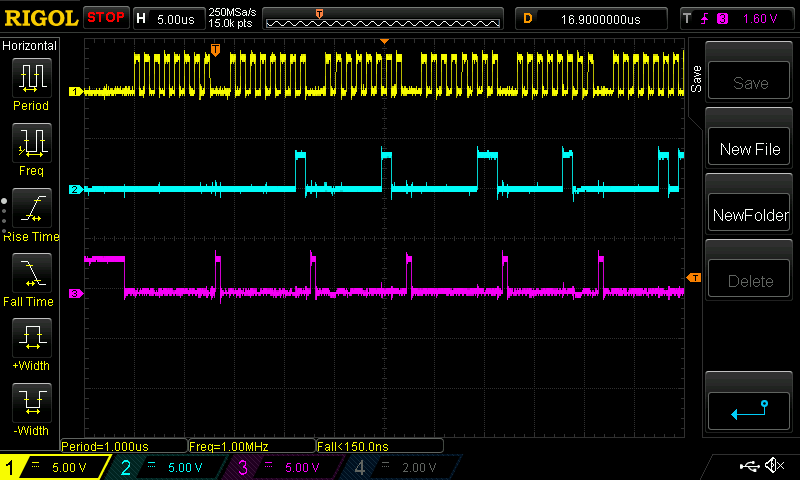 RIGOL STOP H 5.00us 250MSa/s 15.0k pts T D 16.9000000us T 3 1.60 V
Horizontal
Period
Freq
Rise Time
Fall Time
+Width
-Width
T
1
2
3
T
Save
Save
New File
NewFolder
Delete
Period=1.000us Freq=1.00MHz Fall<150.0ns
1 5.00 V 2 5.00 V 3 5.00 V 4 2.00 V